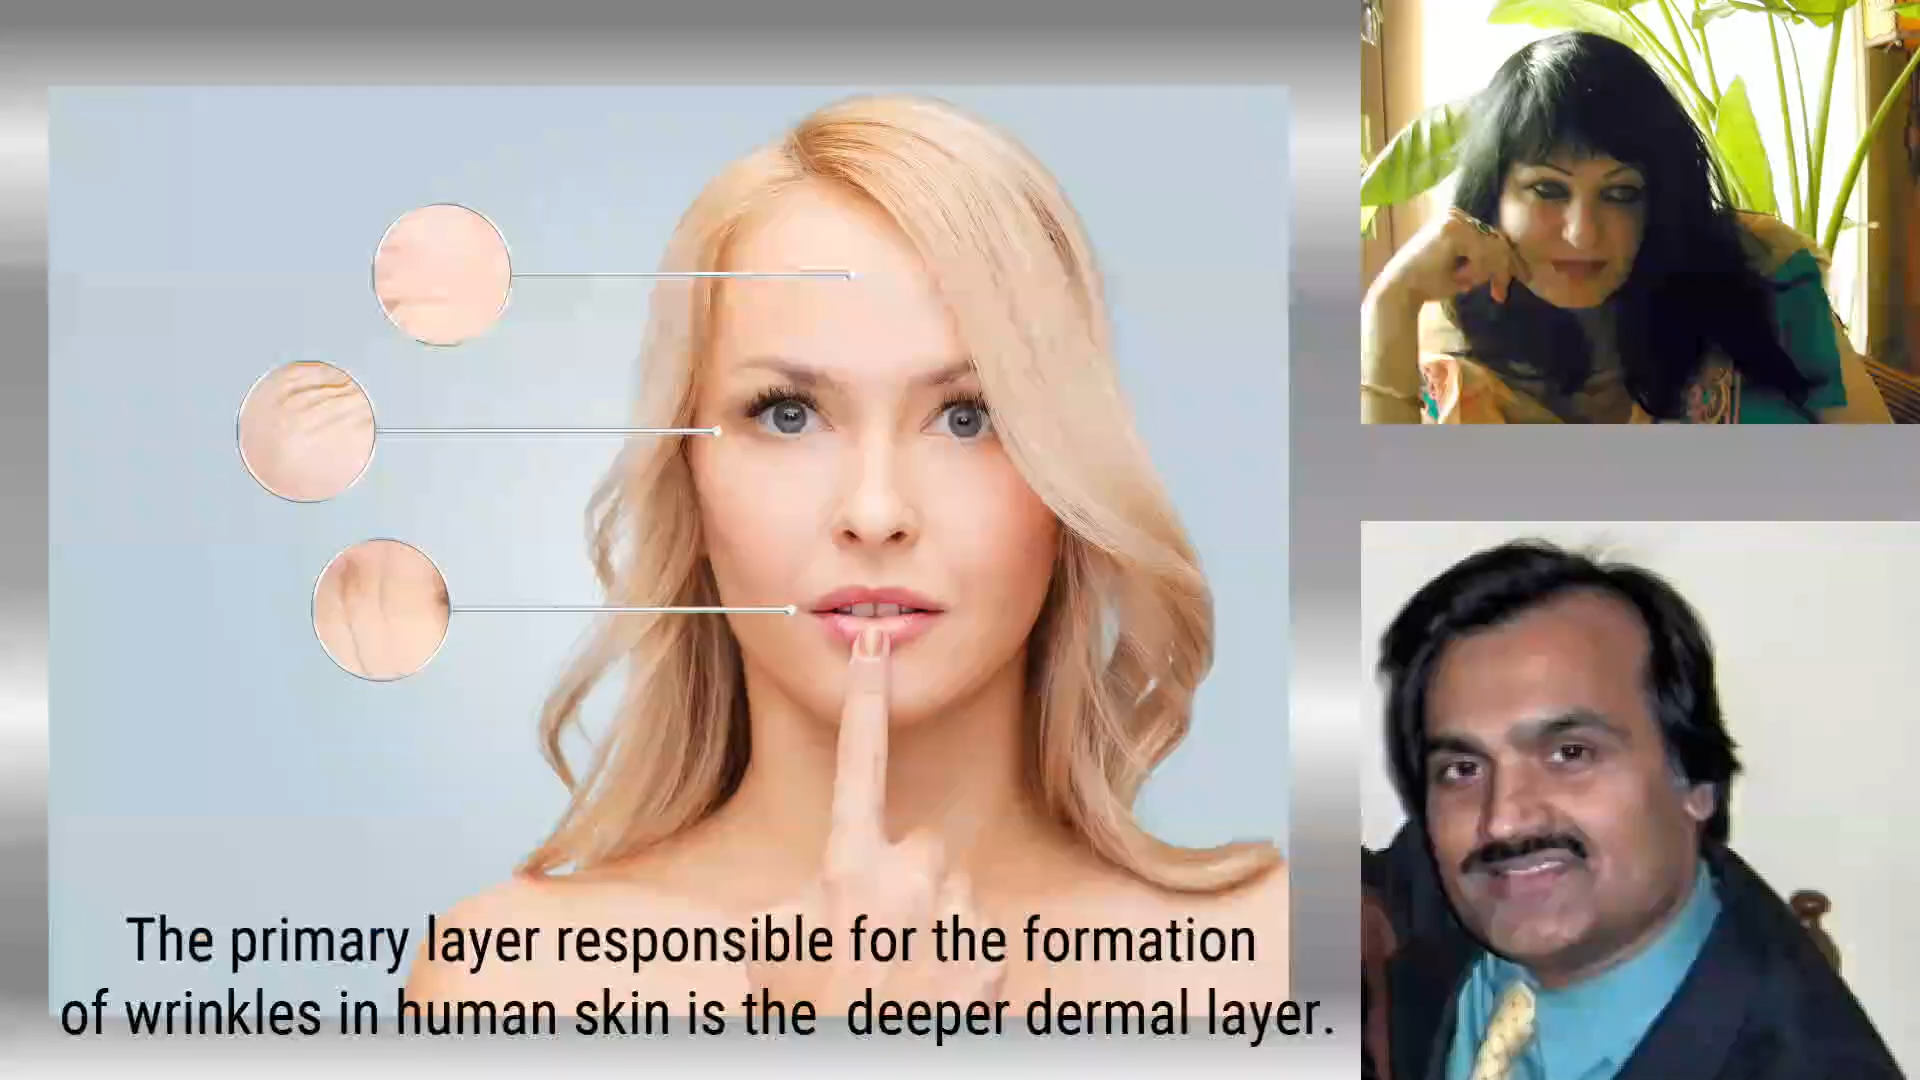 The primary layer responsible for the formation
of wrinkles in human skin is the  deeper dermal layer.